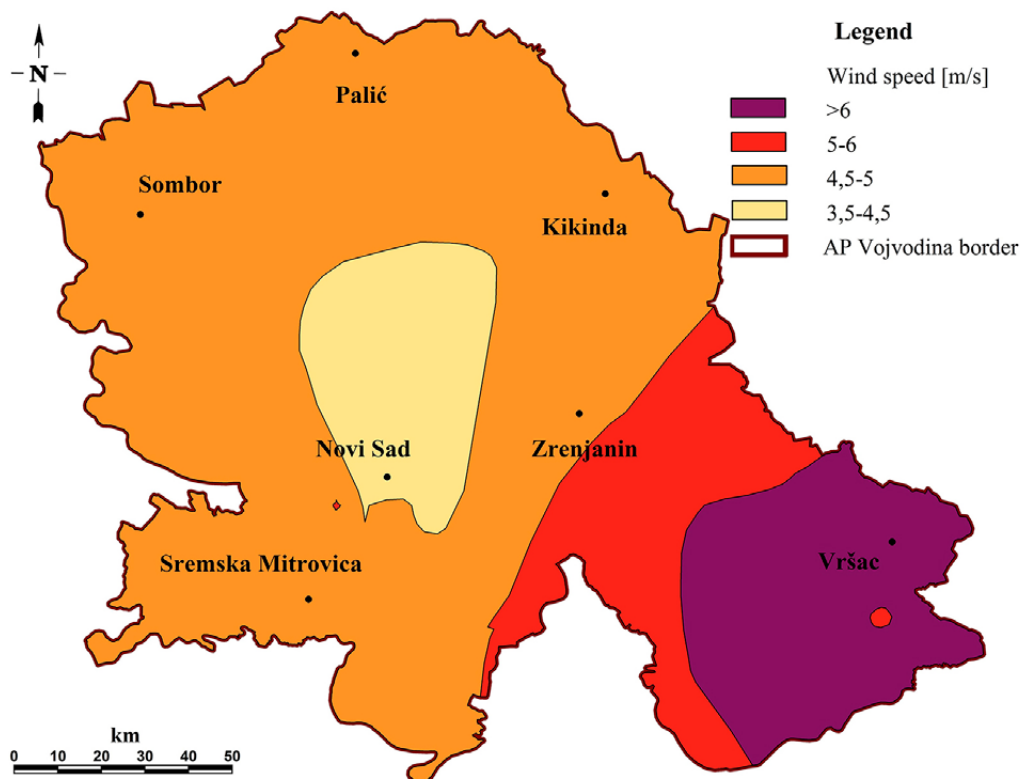 Legend
N
Wind speed [m/s]
Palić
>6
5-6
Sombor
4,5-5
3,5-4,5
Kikinda
AP Vojvodina border
Novi Sad
Zrenjanin
Sremska Mitrovica
Vršac
km
0 10 20 30 40 50